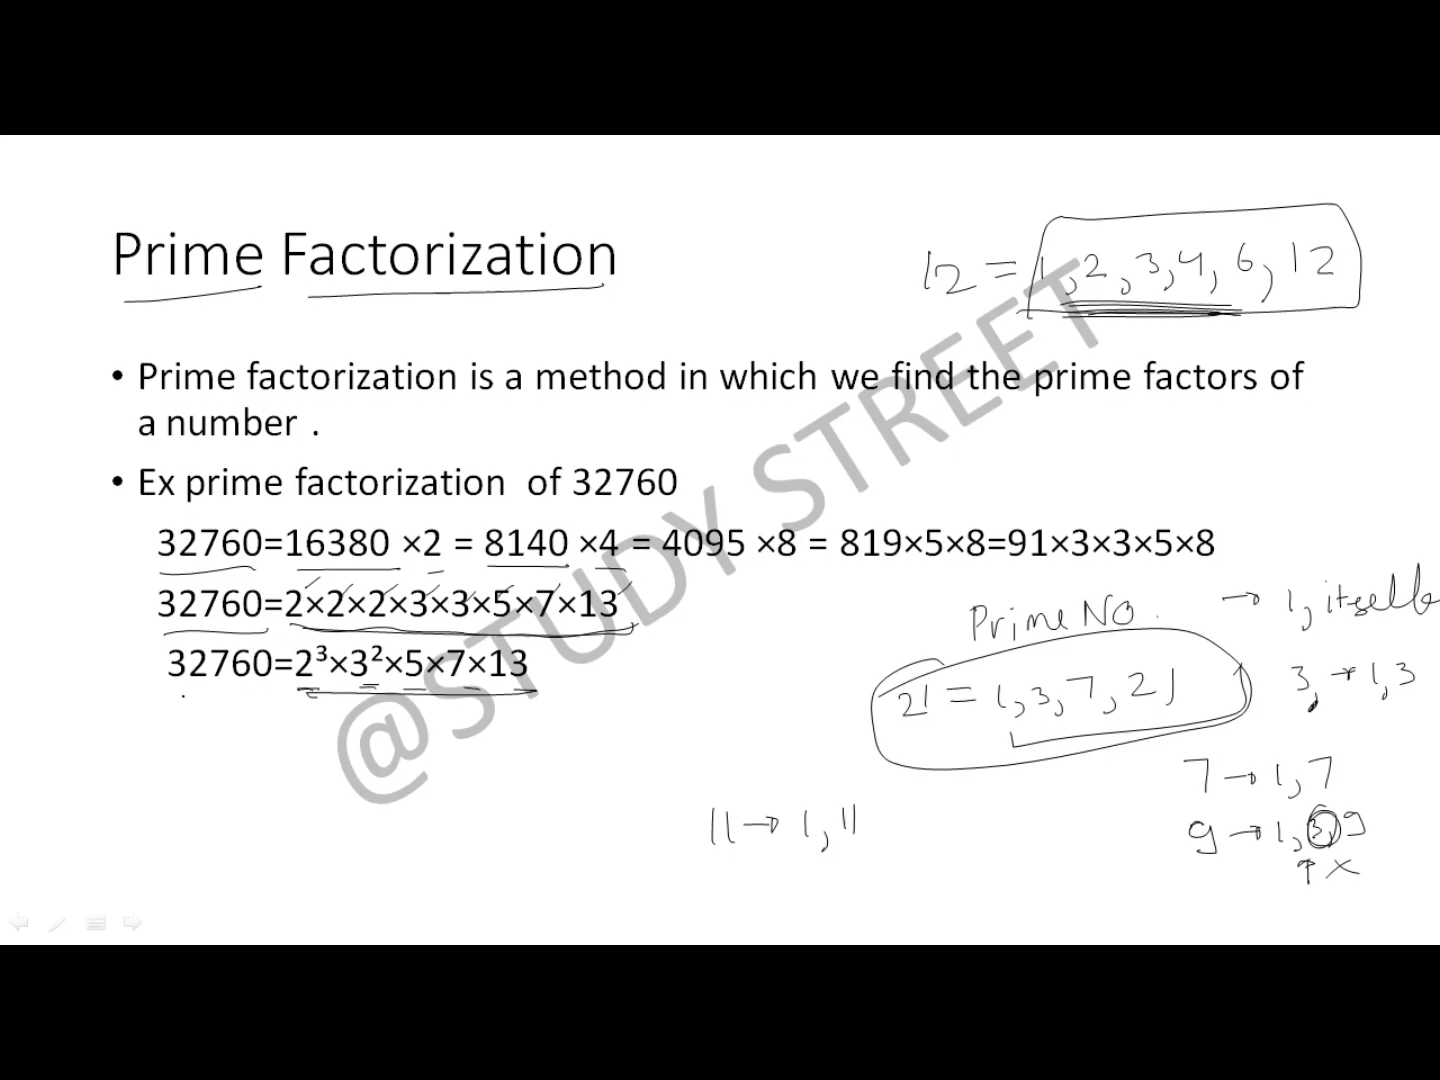 Prime Factorization
12 = 1, 2, 3, 4, 6, 12
• Prime factorization is a method in which we find the prime factors of
a number .
• Ex prime factorization of 32760
32760=16380 ×2 = 8140 ×4 = 4095 ×8 = 819×5×8=91×3×3×5×8
32760=2×2×2×3×3×5×7×13
Prime NO. → 1, itself
32760=2³×3²×5×7×13
21 = 1, 3, 7, 21
3, → 1, 3
7 → 1, 7
11 → 1, 11
9 → 1, 3, 9
@STUDY STREET